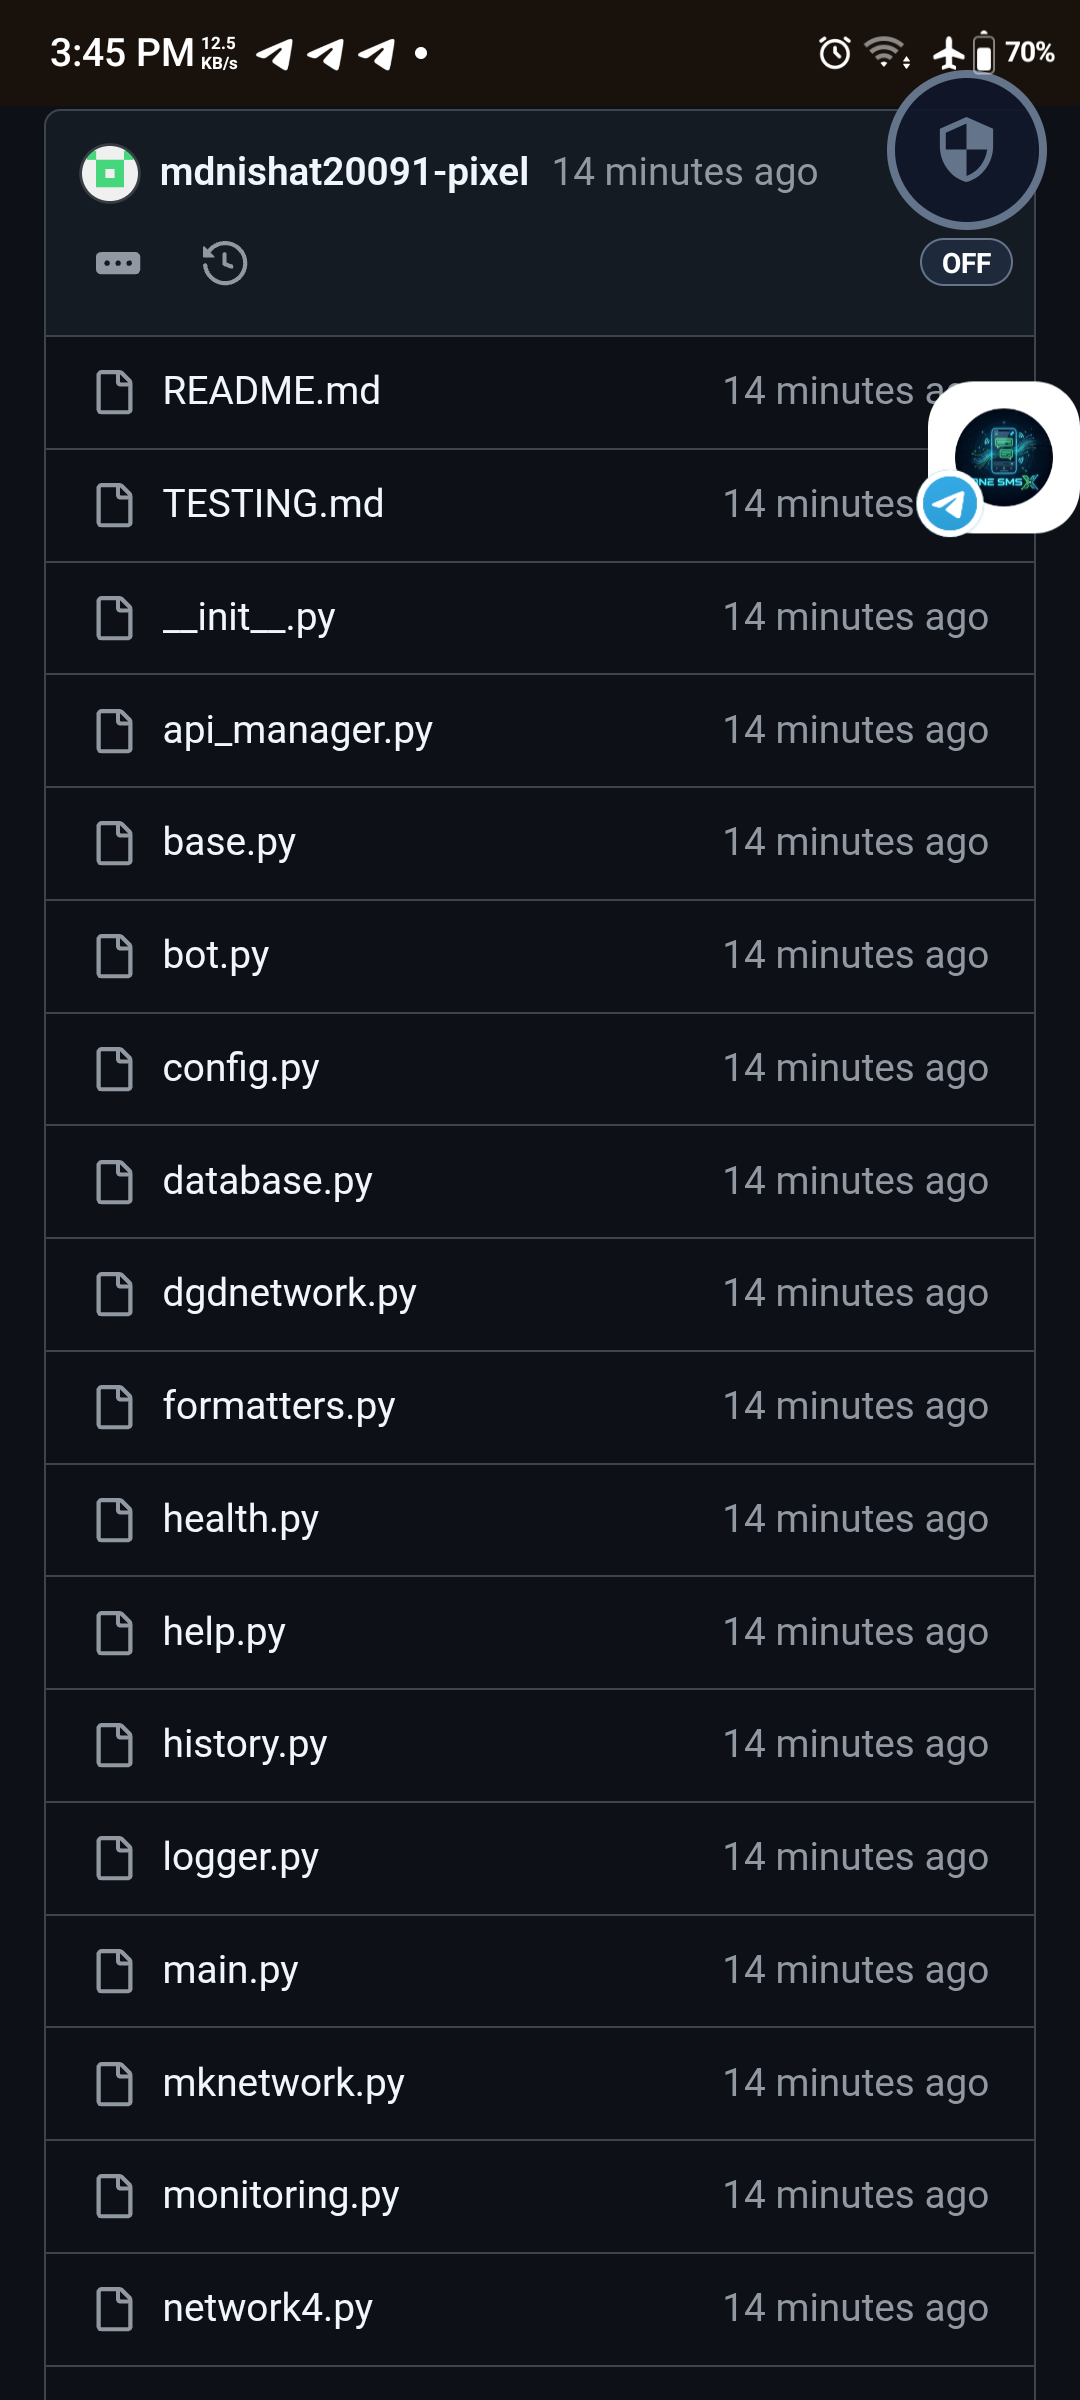 3:45 PM 12.5 KB/s 70%
mdnishat20091-pixel 14 minutes ago
OFF
README.md 14 minutes
TESTING.md 14 minutes
__init__.py 14 minutes ago
api_manager.py 14 minutes ago
base.py 14 minutes ago
bot.py 14 minutes ago
config.py 14 minutes ago
database.py 14 minutes ago
dgdnetwork.py 14 minutes ago
formatters.py 14 minutes ago
health.py 14 minutes ago
help.py 14 minutes ago
history.py 14 minutes ago
logger.py 14 minutes ago
main.py 14 minutes ago
mknetwork.py 14 minutes ago
monitoring.py 14 minutes ago
network4.py 14 minutes ago